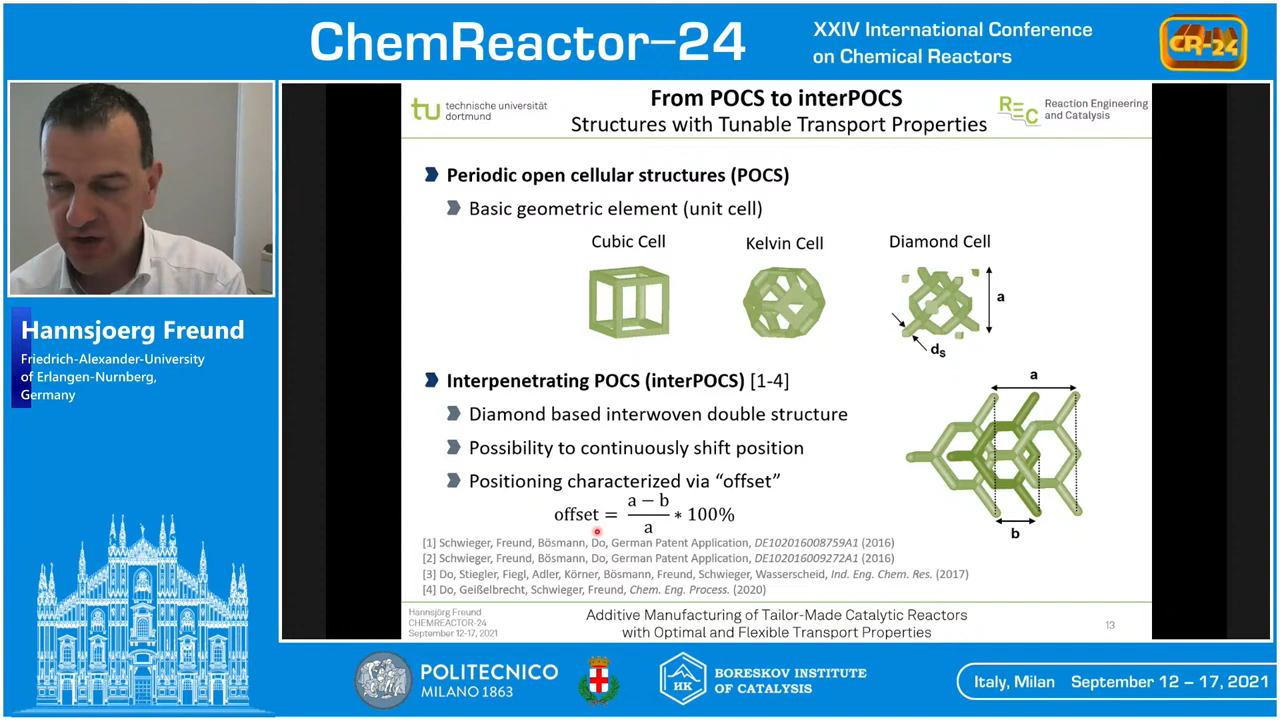 ChemReactor-24
XXIV International Conference
on Chemical Reactors
CR-24
tu technische universität
dortmund
From POCS to interPOCS
Structures with Tunable Transport Properties
REC Reaction Engineering
and Catalysis
Periodic open cellular structures (POCS)
Basic geometric element (unit cell)
Cubic Cell
Kelvin Cell
Diamond Cell
a
ds
Interpenetrating POCS (interPOCS) [1-4]
Diamond based interwoven double structure
Possibility to continuously shift position
Positioning characterized via “offset”
offset = (a − b)/a * 100%
a
b
[1] Schwieger, Freund, Bösmann, Do, German Patent Application, DE102016008759A1 (2016)
[2] Schwieger, Freund, Bösmann, Do, German Patent Application, DE102016009272A1 (2016)
[3] Do, Stiegler, Fiegl, Adler, Körner, Bösmann, Freund, Schwieger, Wasserscheid, Ind. Eng. Chem. Res. (2017)
[4] Do, Geißelbrecht, Schwieger, Freund, Chem. Eng. Process. (2020)
Hannsjörg Freund
CHEMREACTOR-24
September 12-17, 2021
Additive Manufacturing of Tailor-Made Catalytic Reactors
with Optimal and Flexible Transport Properties
13
Hannsjoerg Freund
Friedrich-Alexander-University
of Erlangen-Nurnberg,
Germany
POLITECNICO
MILANO 1863
НК
BORESKOV INSTITUTE
OF CATALYSIS
Italy, Milan September 12 – 17, 2021